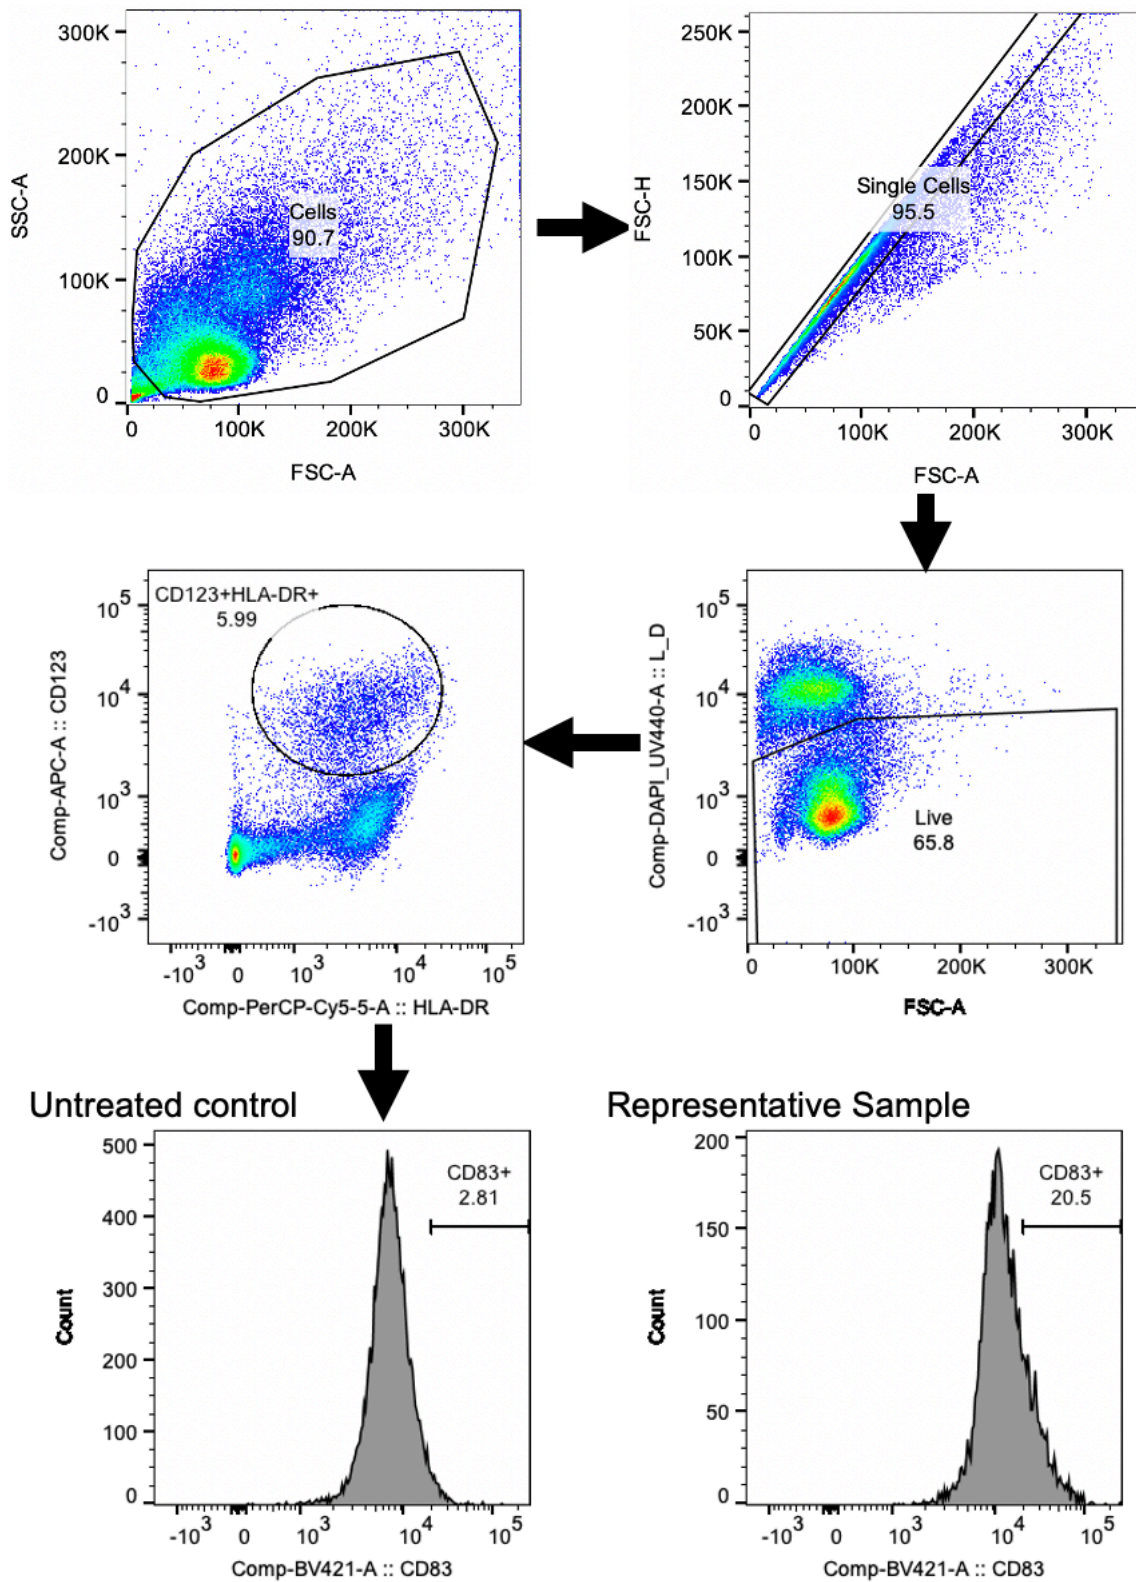 300K
200K
100K
0
SSC-A
Cells
90.7
0 100K 200K 300K
FSC-A
250K
200K
150K
100K
50K
0
FSC-H
Single Cells
95.5
0 100K 200K 300K
FSC-A
10^5
10^4
10^3
0
-10^3
Comp-APC-A :: CD123
CD123+HLA-DR+
5.99
-10^3 0 10^3 10^4 10^5
Comp-PerCP-Cy5-5-A :: HLA-DR
10^5
10^4
10^3
0
-10^3
Comp-DAPI_UV440-A :: L_D
Live
65.8
0 100K 200K 300K
FSC-A
Untreated control
500
400
300
200
100
0
Count
CD83+
2.81
-10^3 0 10^3 10^4 10^5
Comp-BV421-A :: CD83
Representative Sample
200
150
100
50
0
Count
CD83+
20.5
-10^3 0 10^3 10^4 10^5
Comp-BV421-A :: CD83